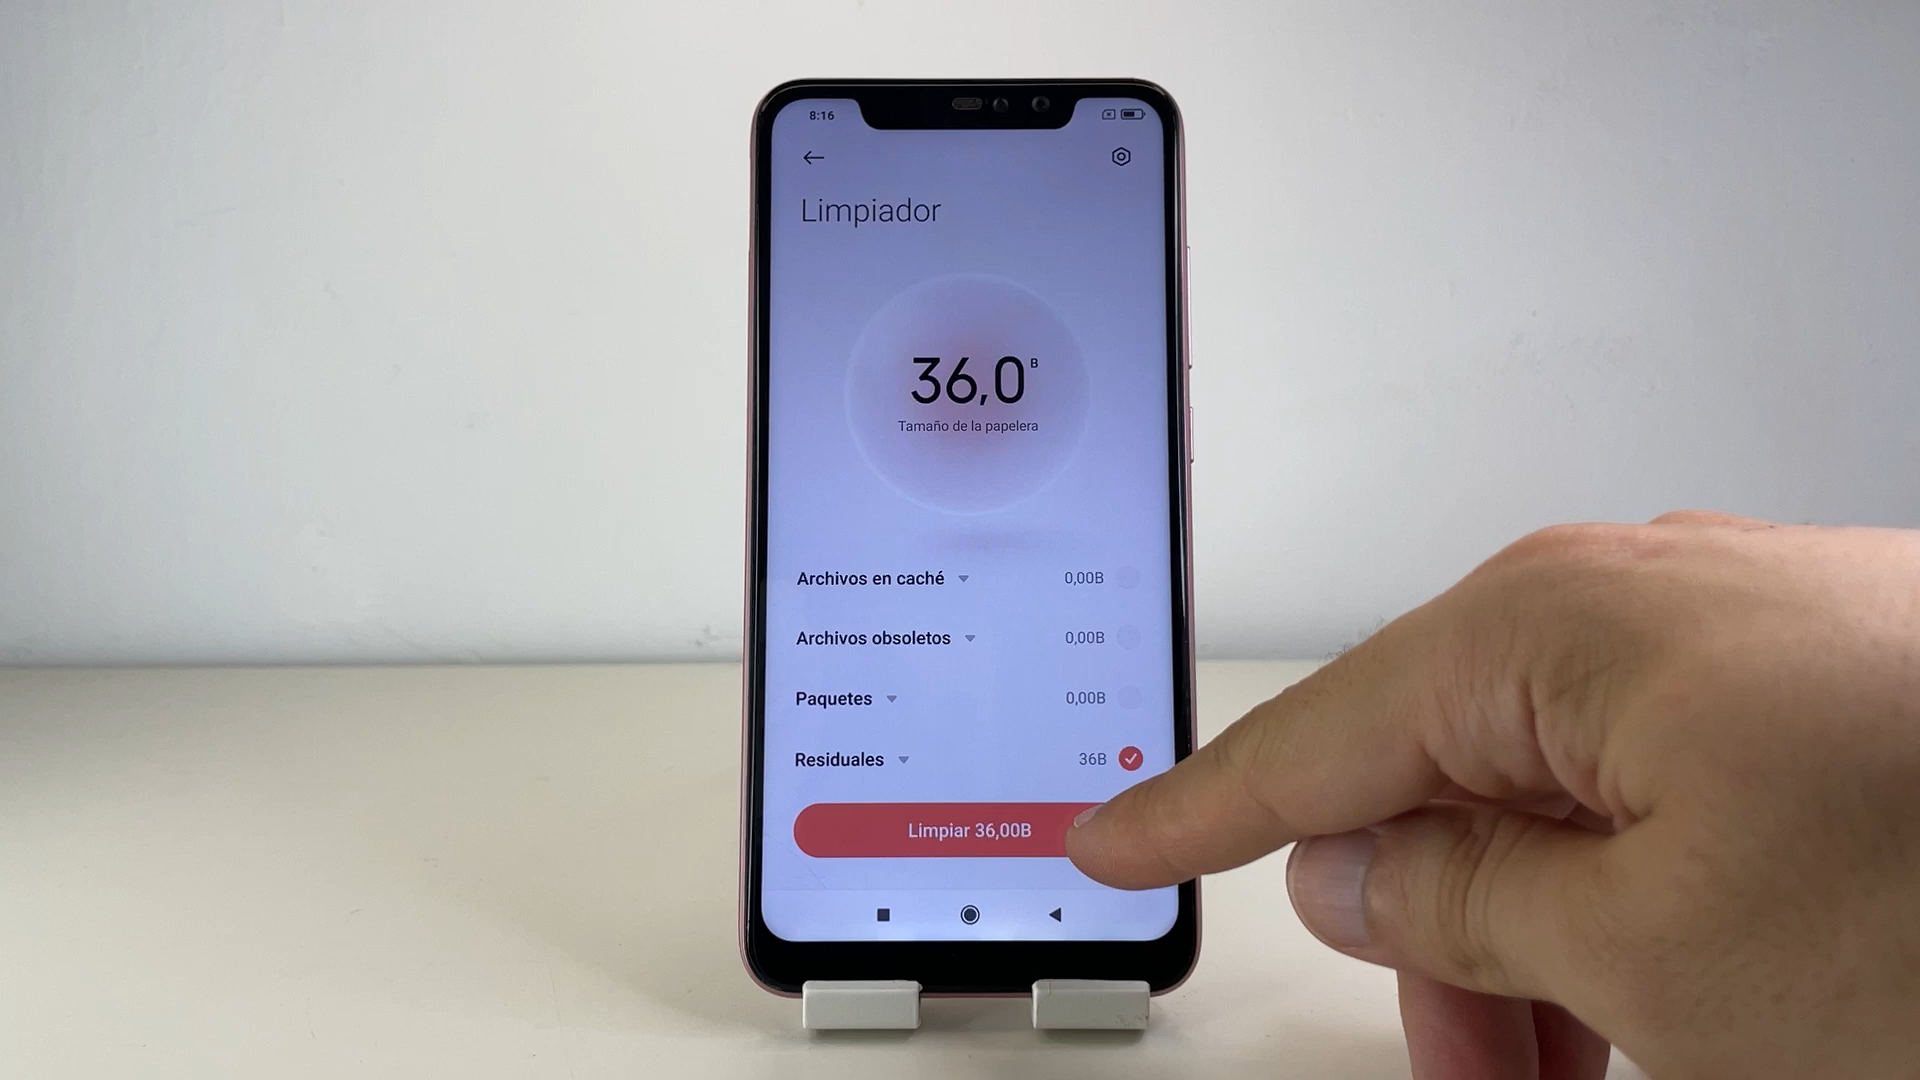 8:16
Limpiador
36,0 B
Tamaño de la papelera
Archivos en caché 0,00B
Archivos obsoletos 0,00B
Paquetes 0,00B
Residuales 36B
Limpiar 36,00B